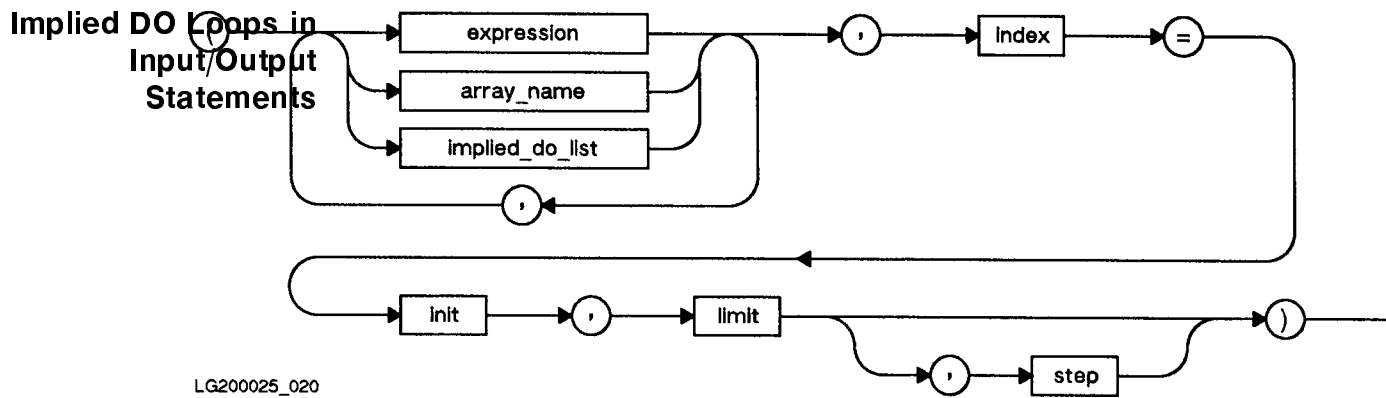 Implied DO Loops in
Input/Output
Statements
( expression , index =
array_name
implied_do_list
,
init , limit )
, step
LG200025_020